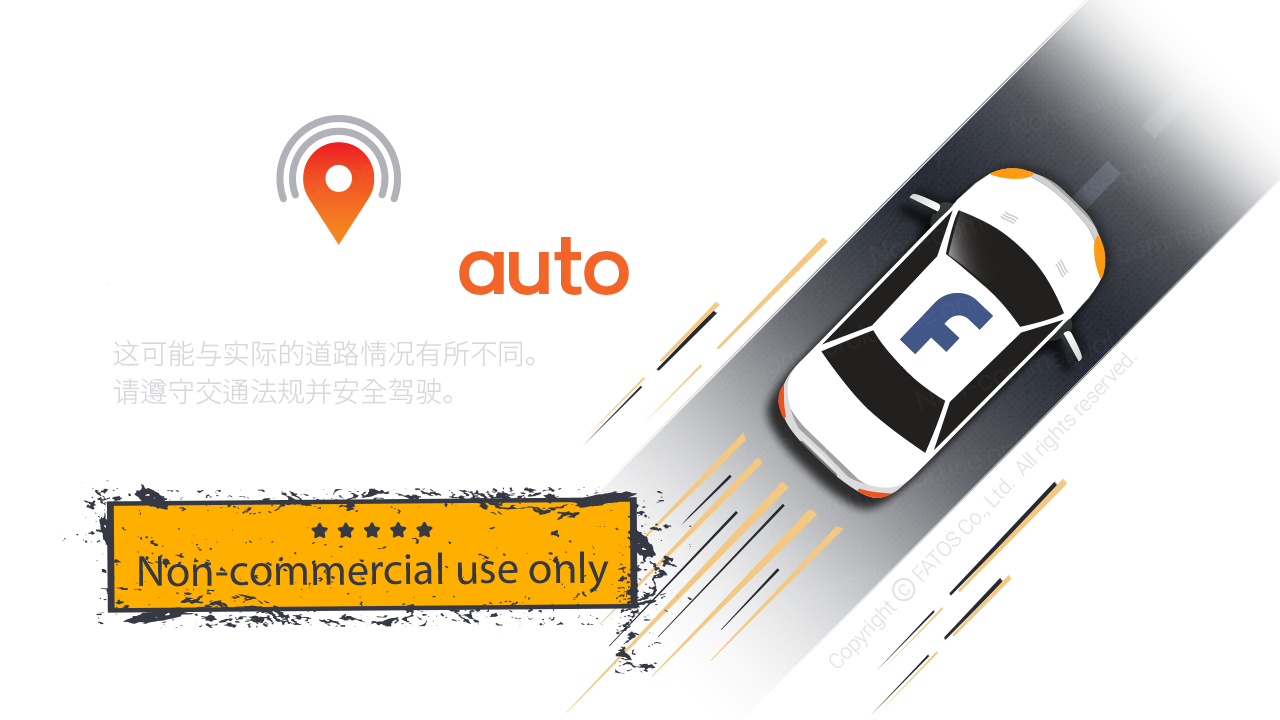 auto
这可能与实际的道路情况有所不同。
请遵守交通法规并安全驾驶。
Non-commercial use only
Copyright © FATOS Co., Ltd. All rights reserved.